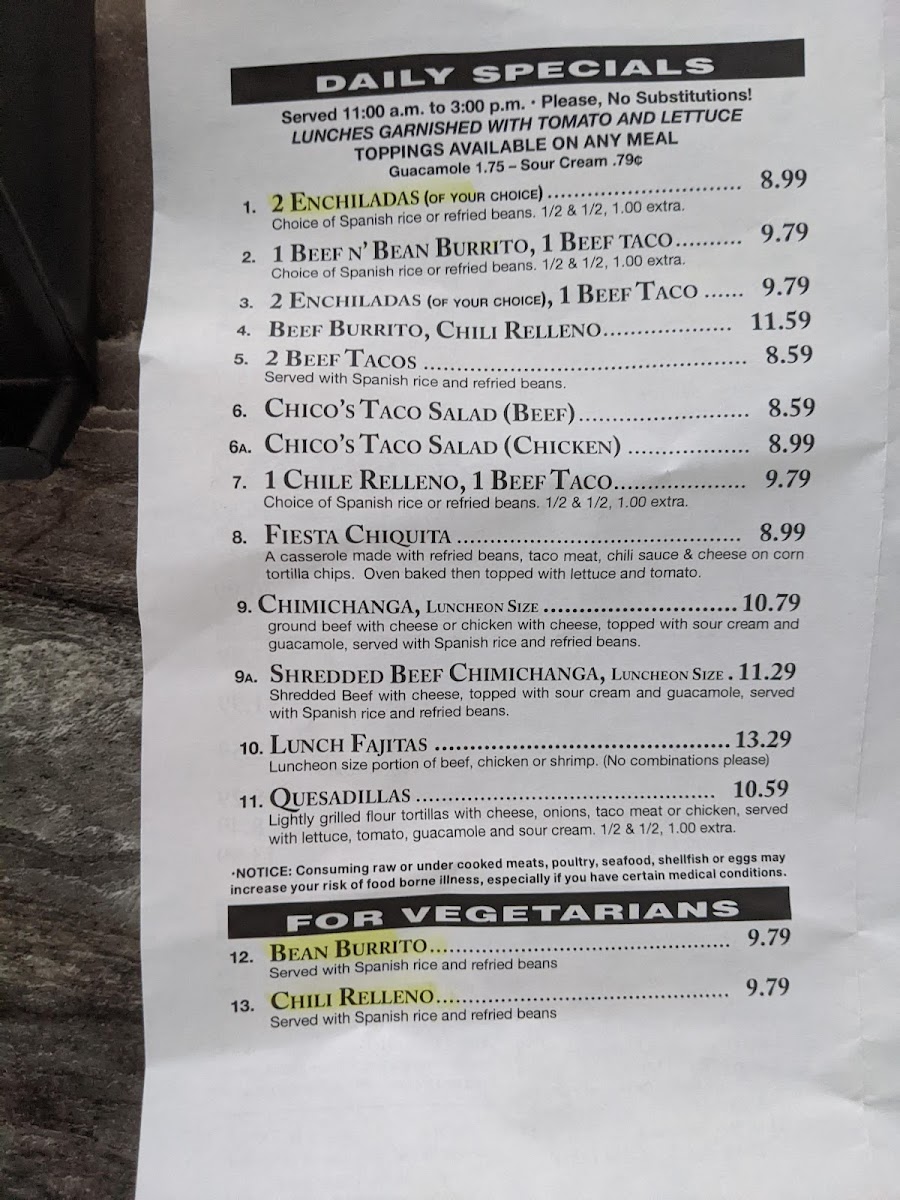 DAILY SPECIALS
Served 11:00 a.m. to 3:00 p.m. • Please, No Substitutions!
LUNCHES GARNISHED WITH TOMATO AND LETTUCE
TOPPINGS AVAILABLE ON ANY MEAL
Guacamole 1.75 – Sour Cream .79¢
1. 2 ENCHILADAS (OF YOUR CHOICE) ............................... 8.99
Choice of Spanish rice or refried beans. 1/2 & 1/2, 1.00 extra.
2. 1 BEEF N' BEAN BURRITO, 1 BEEF TACO.......... 9.79
Choice of Spanish rice or refried beans. 1/2 & 1/2, 1.00 extra.
3. 2 ENCHILADAS (OF YOUR CHOICE), 1 BEEF TACO ...... 9.79
4. BEEF BURRITO, CHILI RELLENO................... 11.59
5. 2 BEEF TACOS ................................................ 8.59
Served with Spanish rice and refried beans.
6. CHICO'S TACO SALAD (BEEF)......................... 8.59
6A. CHICO'S TACO SALAD (CHICKEN) .................. 8.99
7. 1 CHILE RELLENO, 1 BEEF TACO.................... 9.79
Choice of Spanish rice or refried beans. 1/2 & 1/2, 1.00 extra.
8. FIESTA CHIQUITA .......................................... 8.99
A casserole made with refried beans, taco meat, chili sauce & cheese on corn
tortilla chips. Oven baked then topped with lettuce and tomato.
9. CHIMICHANGA, LUNCHEON SIZE ............................ 10.79
ground beef with cheese or chicken with cheese, topped with sour cream and
guacamole, served with Spanish rice and refried beans.
9A. SHREDDED BEEF CHIMICHANGA, LUNCHEON SIZE . 11.29
Shredded Beef with cheese, topped with sour cream and guacamole, served
with Spanish rice and refried beans.
10. LUNCH FAJITAS ........................................... 13.29
Luncheon size portion of beef, chicken or shrimp. (No combinations please)
11. QUESADILLAS ............................................ 10.59
Lightly grilled flour tortillas with cheese, onions, taco meat or chicken, served
with lettuce, tomato, guacamole and sour cream. 1/2 & 1/2, 1.00 extra.
•NOTICE: Consuming raw or under cooked meats, poultry, seafood, shellfish or eggs may
increase your risk of food borne illness, especially if you have certain medical conditions.
FOR VEGETARIANS
12. BEAN BURRITO............................................. 9.79
Served with Spanish rice and refried beans
13. CHILI RELLENO............................................ 9.79
Served with Spanish rice and refried beans